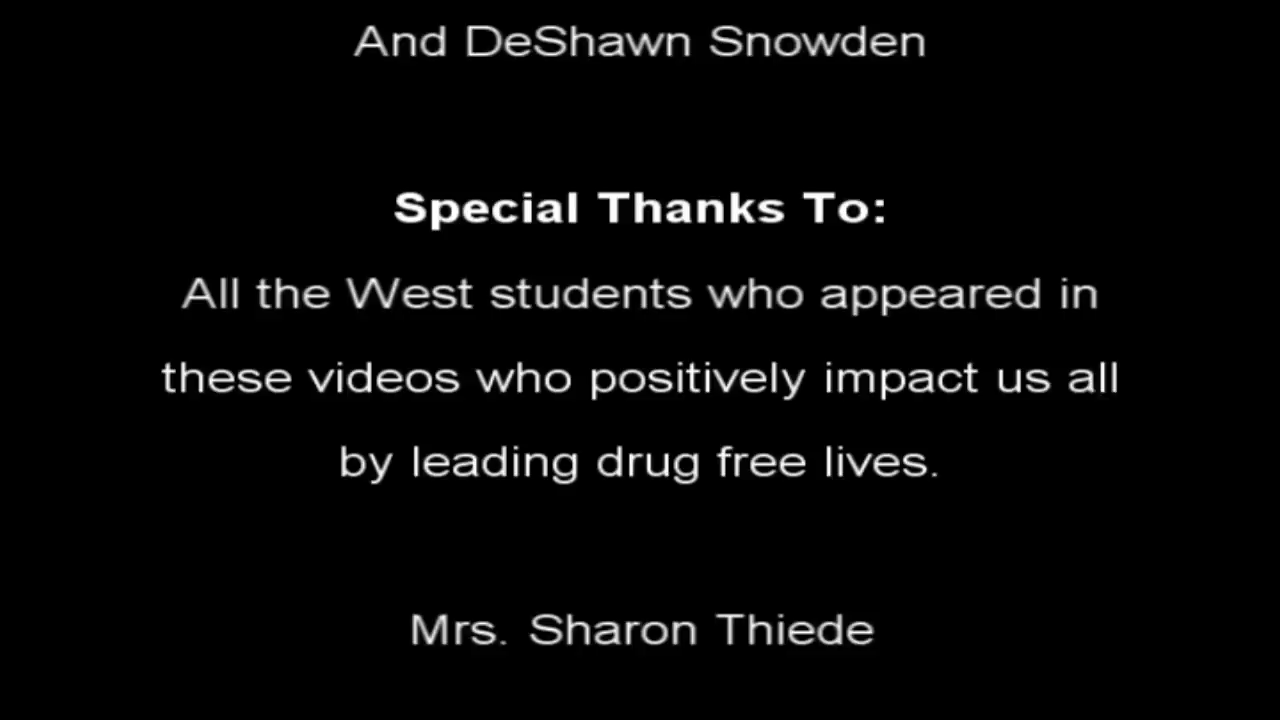 And DeShawn Snowden
Special Thanks To:
All the West students who appeared in
these videos who positively impact us all
by leading drug free lives.
Mrs. Sharon Thiede